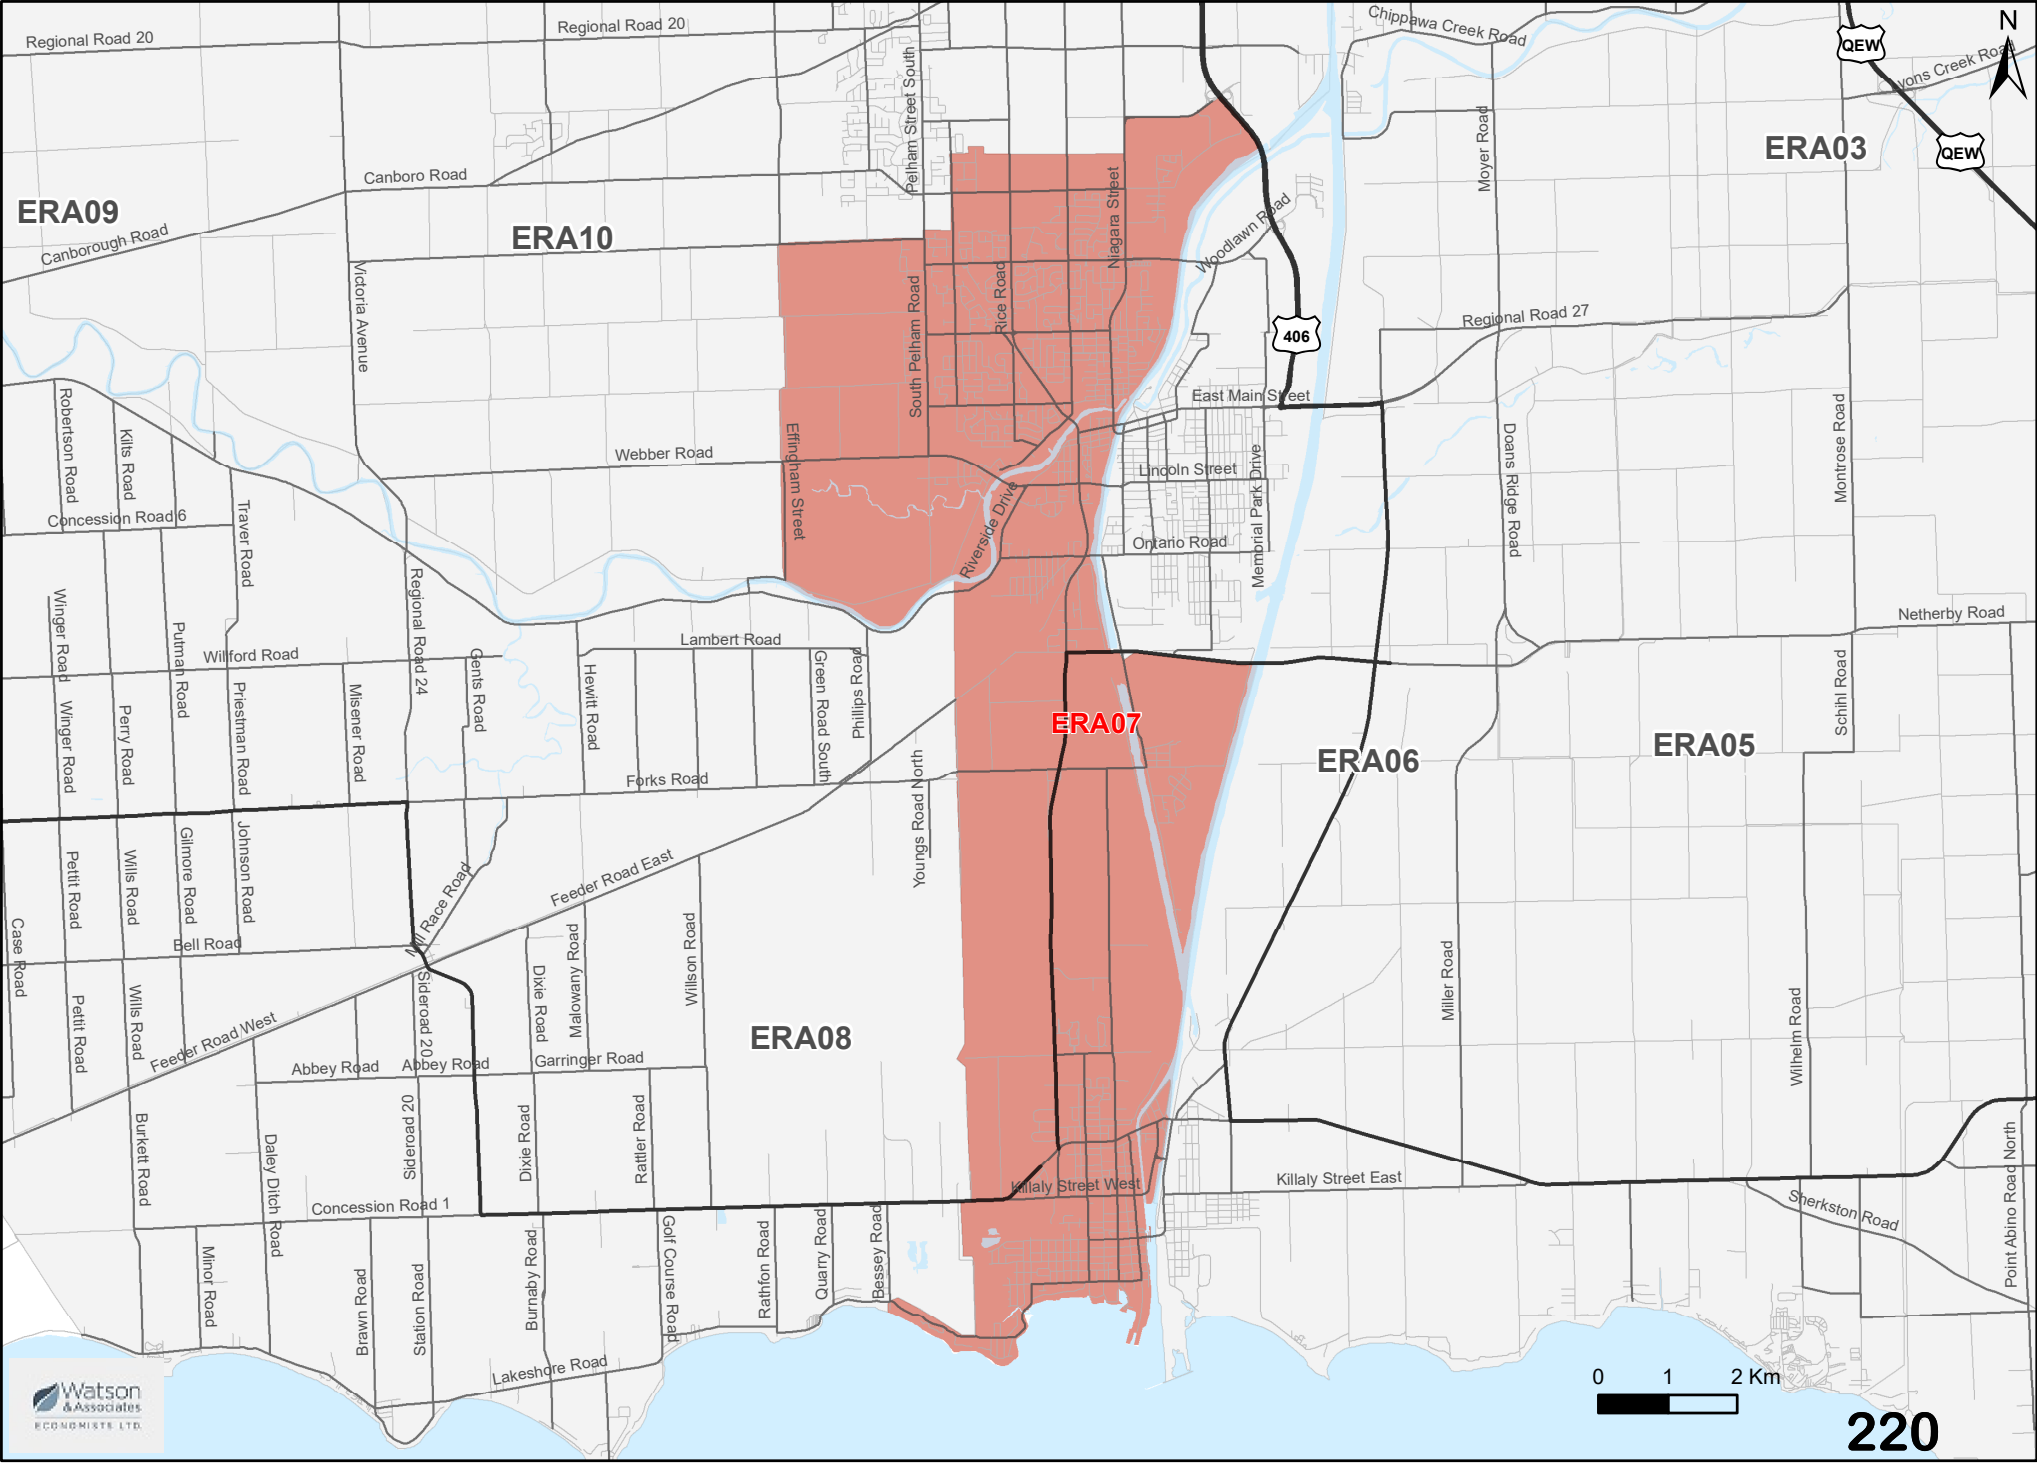 Regional Road 20
Regional Road 20
Chippawa Creek Road
QEW
N
Lyons Creek Road
Pelham Street South
Moyer Road
ERA03
QEW
Canboro Road
Niagara Street
ERA09
ERA10
Canborough Road
Woodlawn Road
Victoria Avenue
South Pelham Road
Rice Road
406
Regional Road 27
East Main Street
Robertson Road
Kilts Road
Effingham Street
Webber Road
Lincoln Street
Memorial Park Drive
Doans Ridge Road
Montrose Road
Concession Road 6
Traver Road
Riverside Drive
Ontario Road
Winger Road
Putman Road
Regional Road 24
Netherby Road
Lambert Road
Willford Road
Gents Road
Hewitt Road
Green Road South
Phillips Road
Schihl Road
Winger Road
Perry Road
Priestman Road
Misener Road
ERA07
ERA06
ERA05
Forks Road
Youngs Road North
Pettit Road
Wills Road
Gilmore Road
Johnson Road
Mill Race Road
Feeder Road East
Case Road
Bell Road
Malowany Road
Willson Road
Miller Road
Pettit Road
Wills Road
Sideroad 20
Dixie Road
Wilhelm Road
Feeder Road West
ERA08
Abbey Road
Abbey Road
Garringer Road
Burkett Road
Daley Ditch Road
Sideroad 20
Dixie Road
Rattler Road
Killaly Street West
Killaly Street East
Point Abino Road North
Concession Road 1
Sherkston Road
Minor Road
Brawn Road
Station Road
Burnaby Road
Golf Course Road
Rathfon Road
Quarry Road
Bessey Road
Lakeshore Road
Watson
& Associates
ECONOMISTS LTD.
0 1 2 Km
220